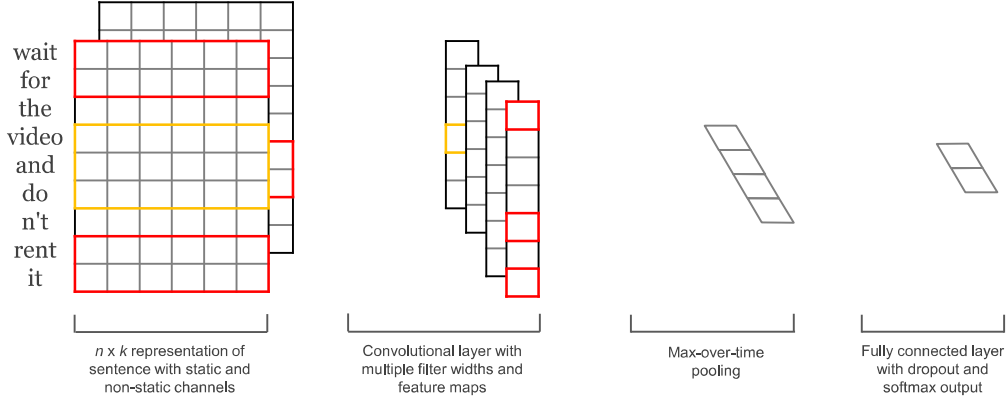 wait
for
the
video
and
do
n't
rent
it
n x k representation of
sentence with static and
non-static channels
Convolutional layer with
multiple filter widths and
feature maps
Max-over-time
pooling
Fully connected layer
with dropout and
softmax output